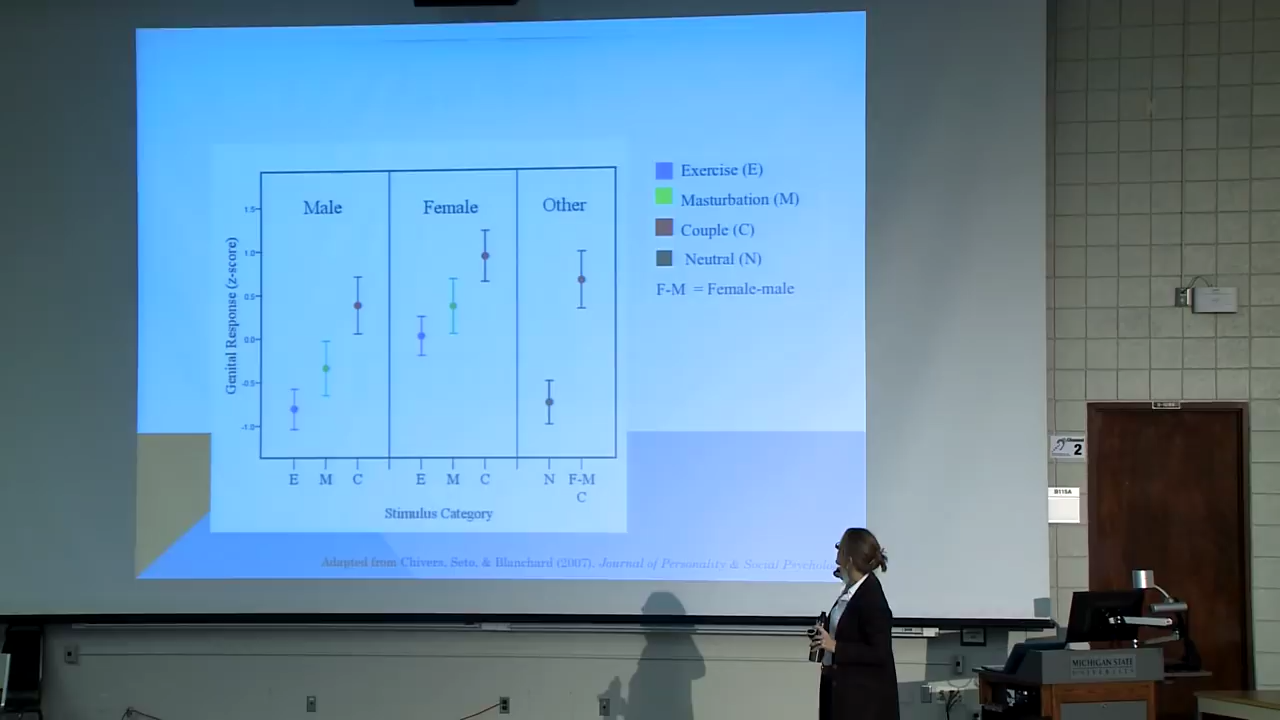 Male
Female
Other
Genital Response (z-score)
1.5
1.0
0.5
0.0
-0.5
-1.0
E M C E M C N F-M
C
Stimulus Category
Exercise (E)
Masturbation (M)
Couple (C)
Neutral (N)
F-M = Female-male
Adapted from Chivers, Seto, & Blanchard (2007). Journal of Personality & Social
2
B115A
MICHIGAN STATE
UNIVERSITY